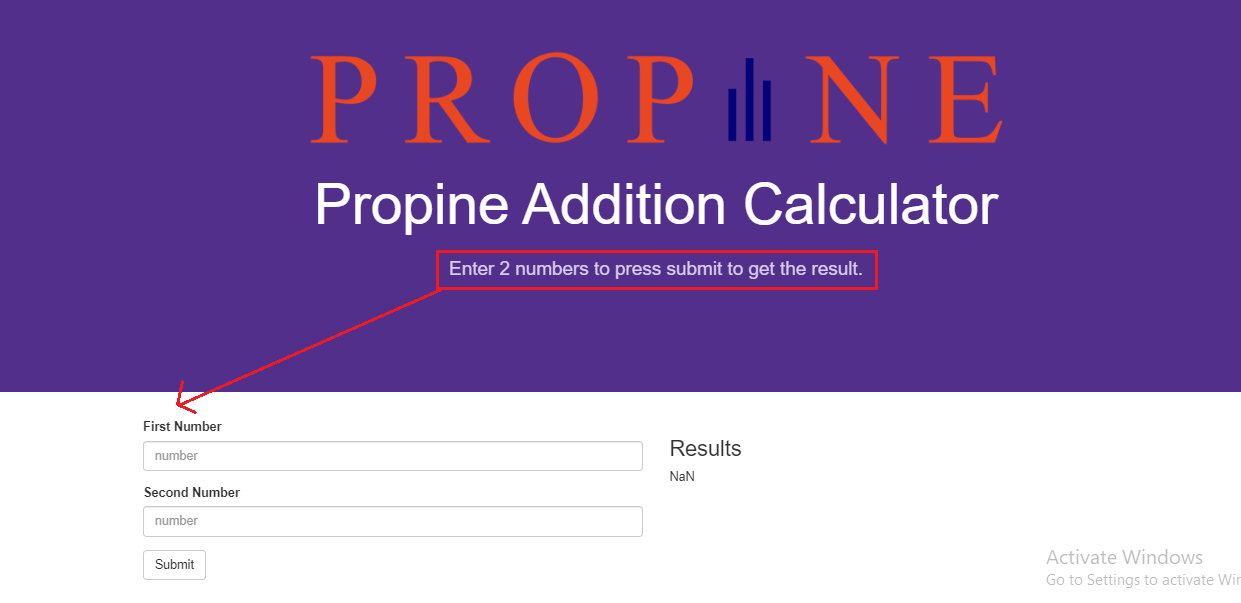 PROPINE
Propine Addition Calculator
Enter 2 numbers to press submit to get the result.
First Number
number
Second Number
number
Submit
Results
NaN
Activate Windows
Go to Settings to activate Win